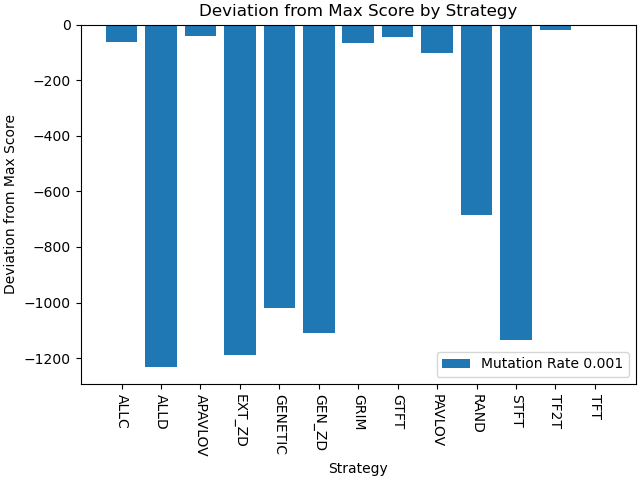 Deviation from Max Score by Strategy
Deviation from Max Score
0
−200
−400
−600
−800
−1000
−1200
Mutation Rate 0.001
ALLC
ALLD
APAVLOV
EXT_ZD
GENETIC
GEN_ZD
GRIM
GTFT
PAVLOV
RAND
STFT
TF2T
TFT
Strategy